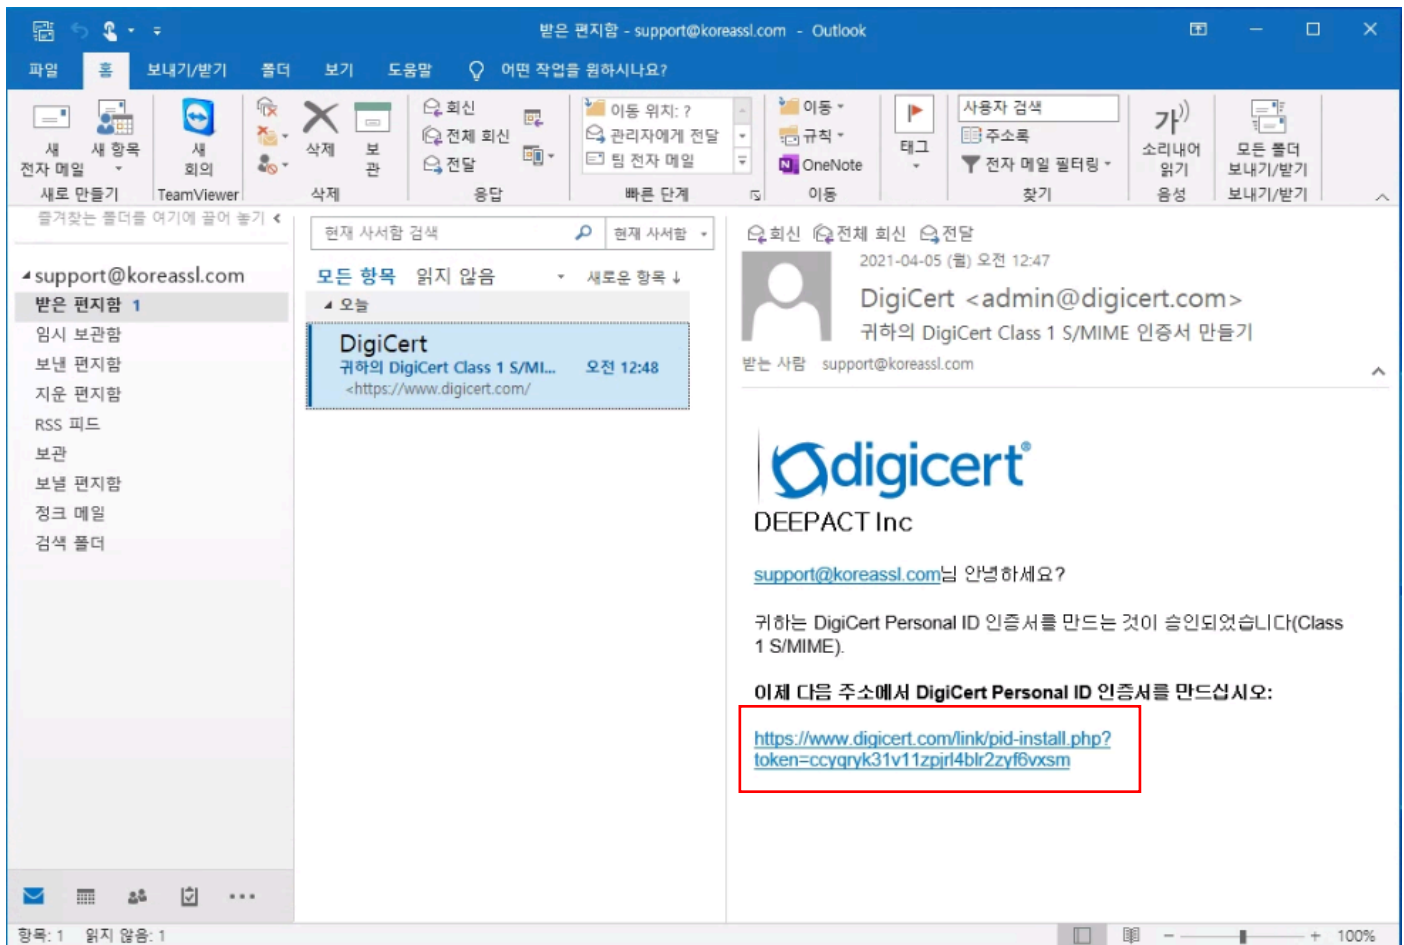 받은 편지함 - support@koreassl.com - Outlook
파일 홈 보내기/받기 폴더 보기 도움말 어떤 작업을 원하시나요?
새
전자 메일
새 항목
새로 만들기
새
회의
TeamViewer
삭제
보
관
삭제
회신
전체 회신
전달
응답
이동 위치: ?
관리자에게 전달
팀 전자 메일
빠른 단계
이동
규칙
OneNote
이동
태그
사용자 검색
주소록
전자 메일 필터링
찾기
가))
소리내어
읽기
음성
모든 폴더
보내기/받기
보내기/받기
즐겨찾는 폴더를 여기에 끌어 놓기
support@koreassl.com
받은 편지함 1
임시 보관함
보낸 편지함
지운 편지함
RSS 피드
보관
보낼 편지함
정크 메일
검색 폴더
현재 사서함 검색 현재 사서함
모든 항목 읽지 않음 새로운 항목 ↓
오늘
DigiCert
귀하의 DigiCert Class 1 S/MI... 오전 12:48
<https://www.digicert.com/
회신 전체 회신 전달
2021-04-05 (월) 오전 12:47
DigiCert <admin@digicert.com>
귀하의 DigiCert Class 1 S/MIME 인증서 만들기
받는 사람 support@koreassl.com
digicert®
DEEPACT Inc
support@koreassl.com님 안녕하세요?
귀하는 DigiCert Personal ID 인증서를 만드는 것이 승인되었습니다(Class
1 S/MIME).
이제 다음 주소에서 DigiCert Personal ID 인증서를 만드십시오:
https://www.digicert.com/link/pid-install.php?
token=ccyqryk31v11zpjrl4blr2zyf6vxsm
항목: 1 읽지 않음: 1 100%